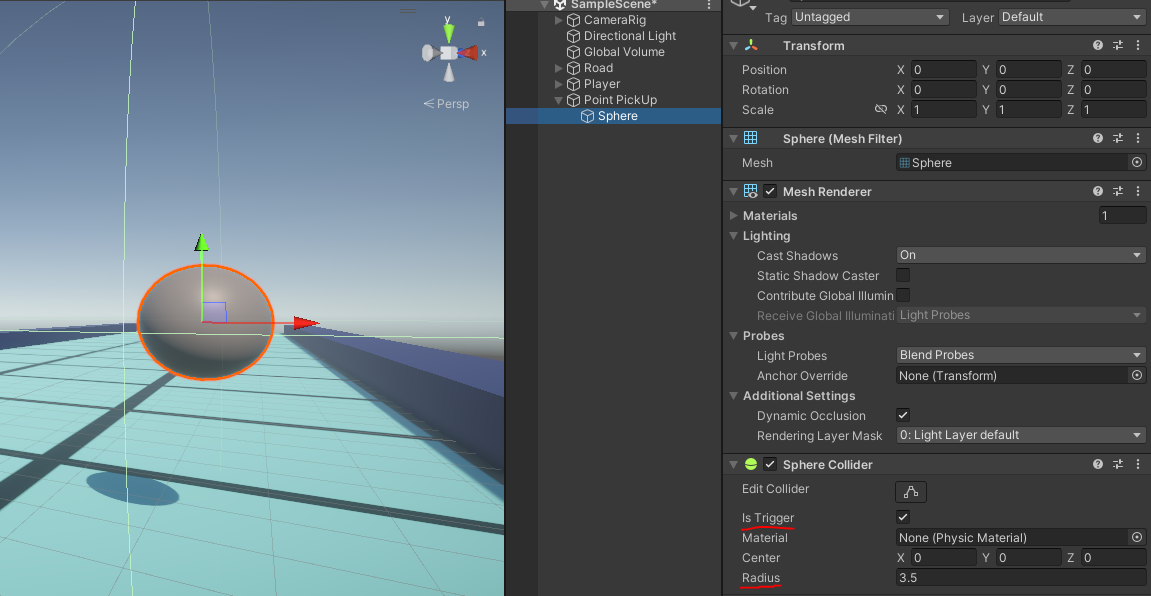 y
x
Persp
SampleScene*
CameraRig
Directional Light
Global Volume
Road
Player
Point PickUp
Sphere
Tag Untagged Layer Default
Transform
Position X 0 Y 0 Z 0
Rotation X 0 Y 0 Z 0
Scale X 1 Y 1 Z 1
Sphere (Mesh Filter)
Mesh Sphere
Mesh Renderer
Materials 1
Lighting
Cast Shadows On
Static Shadow Caster
Contribute Global Illumin
Receive Global Illuminati Light Probes
Probes
Light Probes Blend Probes
Anchor Override None (Transform)
Additional Settings
Dynamic Occlusion
Rendering Layer Mask 0: Light Layer default
Sphere Collider
Edit Collider
Is Trigger
Material None (Physic Material)
Center X 0 Y 0 Z 0
Radius 3.5